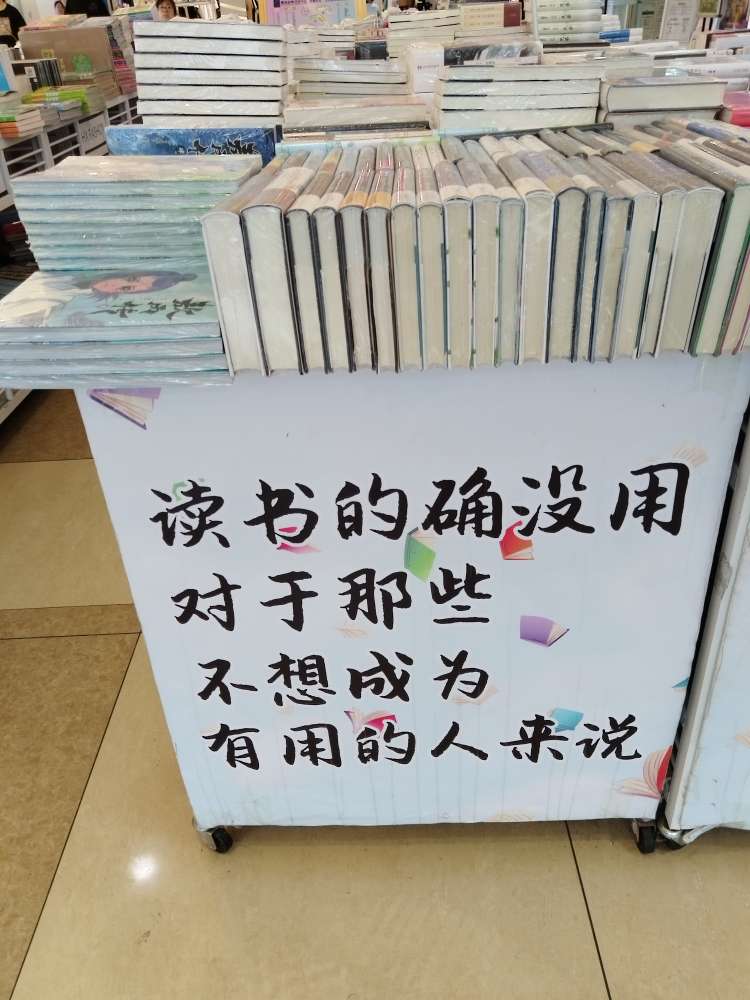 读书的确没用
对于那些
不想成为
有用的人来说